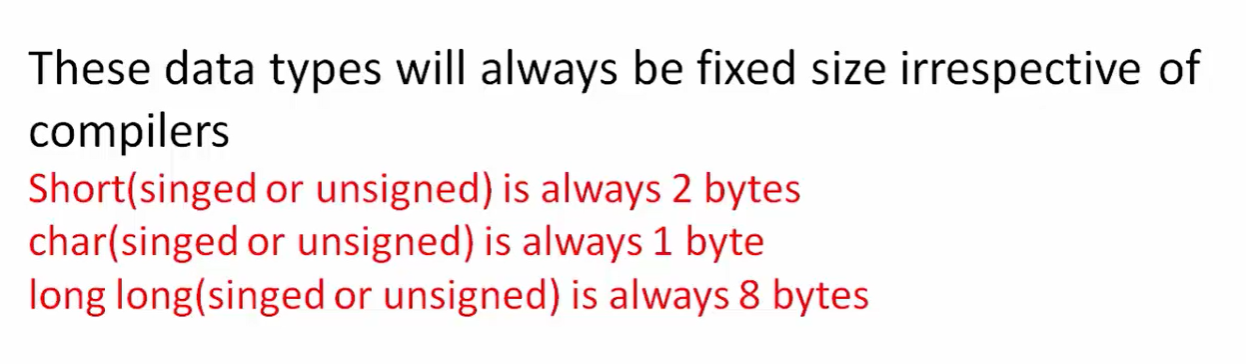 These data types will always be fixed size irrespective of
compilers
Short(singed or unsigned) is always 2 bytes
char(singed or unsigned) is always 1 byte
long long(singed or unsigned) is always 8 bytes